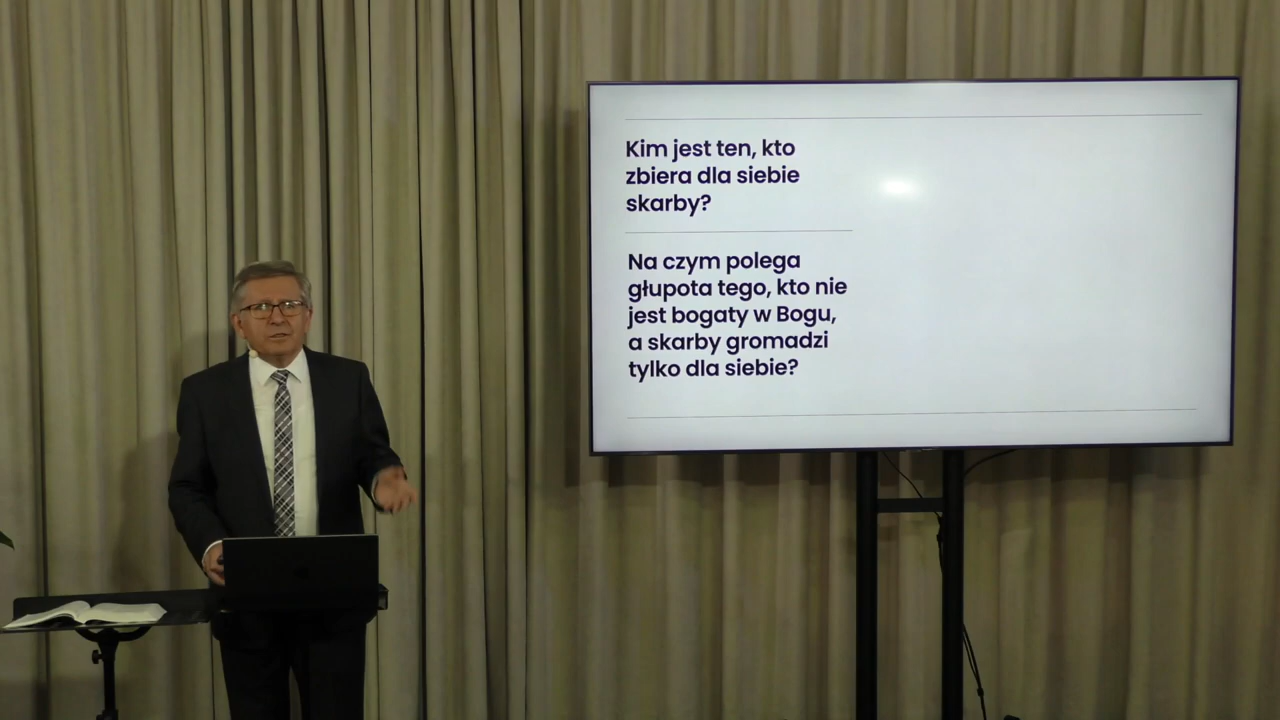 Kim jest ten, kto
zbiera dla siebie
skarby?
Na czym polega
głupota tego, kto nie
jest bogaty w Bogu,
a skarby gromadzi
tylko dla siebie?